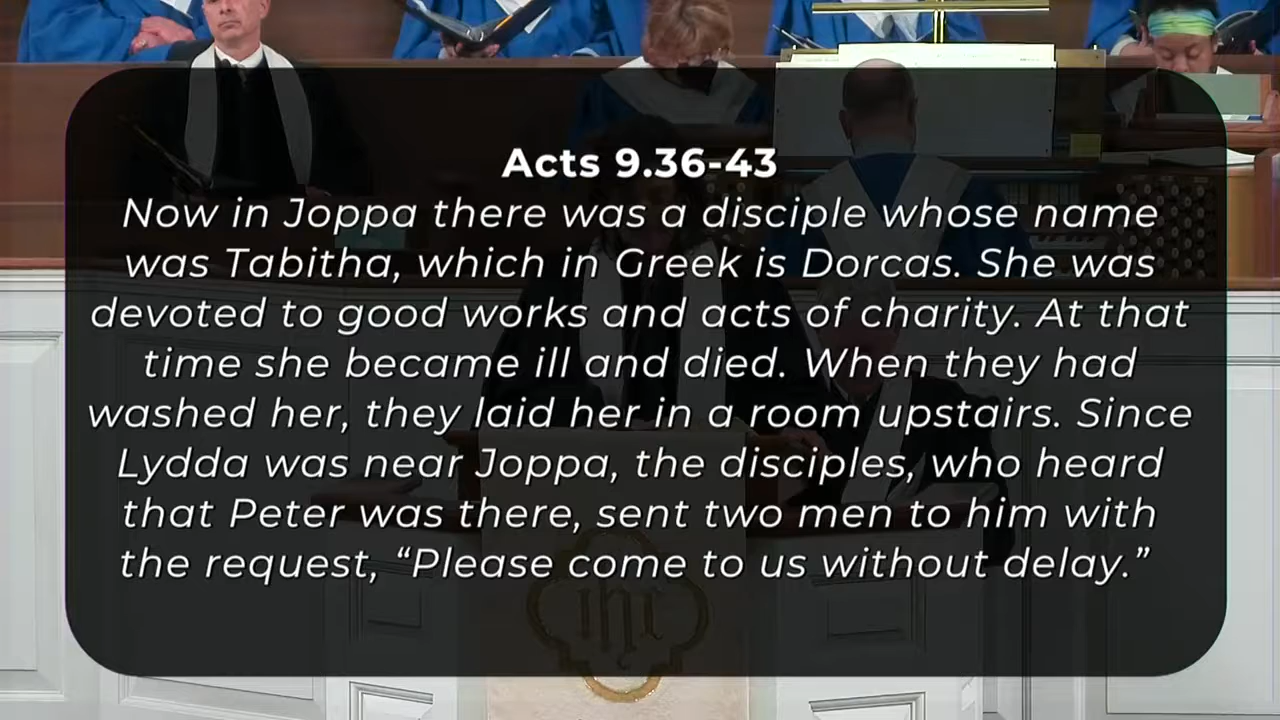 Acts 9.36-43
Now in Joppa there was a disciple whose name
was Tabitha, which in Greek is Dorcas. She was
devoted to good works and acts of charity. At that
time she became ill and died. When they had
washed her, they laid her in a room upstairs. Since
Lydda was near Joppa, the disciples, who heard
that Peter was there, sent two men to him with
the request, “Please come to us without delay.”
ihc